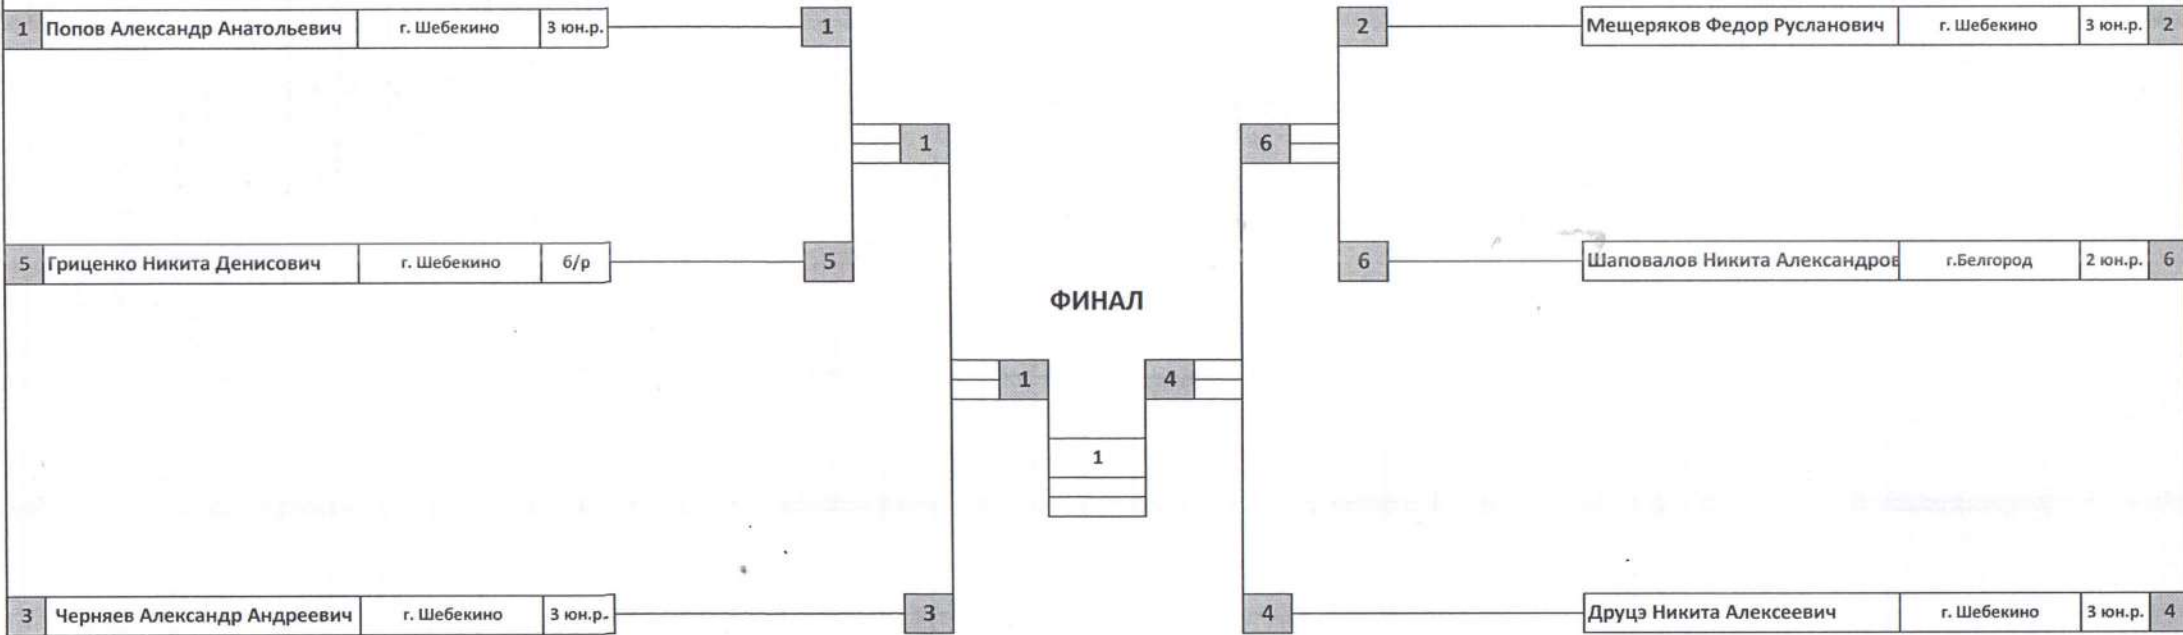 1 Попов Александр Анатольевич г. Шебекино 3 юн.р. 1
2 Мещеряков Федор Русланович г. Шебекино 3 юн.р. 2
1
6
5 Гриценко Никита Денисович г. Шебекино б/р 5
6 Шаповалов Никита Александров г.Белгород 2 юн.р. 6
ФИНАЛ
1
4
1
3 Черняев Александр Андреевич г. Шебекино 3 юн.р. 3
4 Друцэ Никита Алексеевич г. Шебекино 3 юн.р. 4